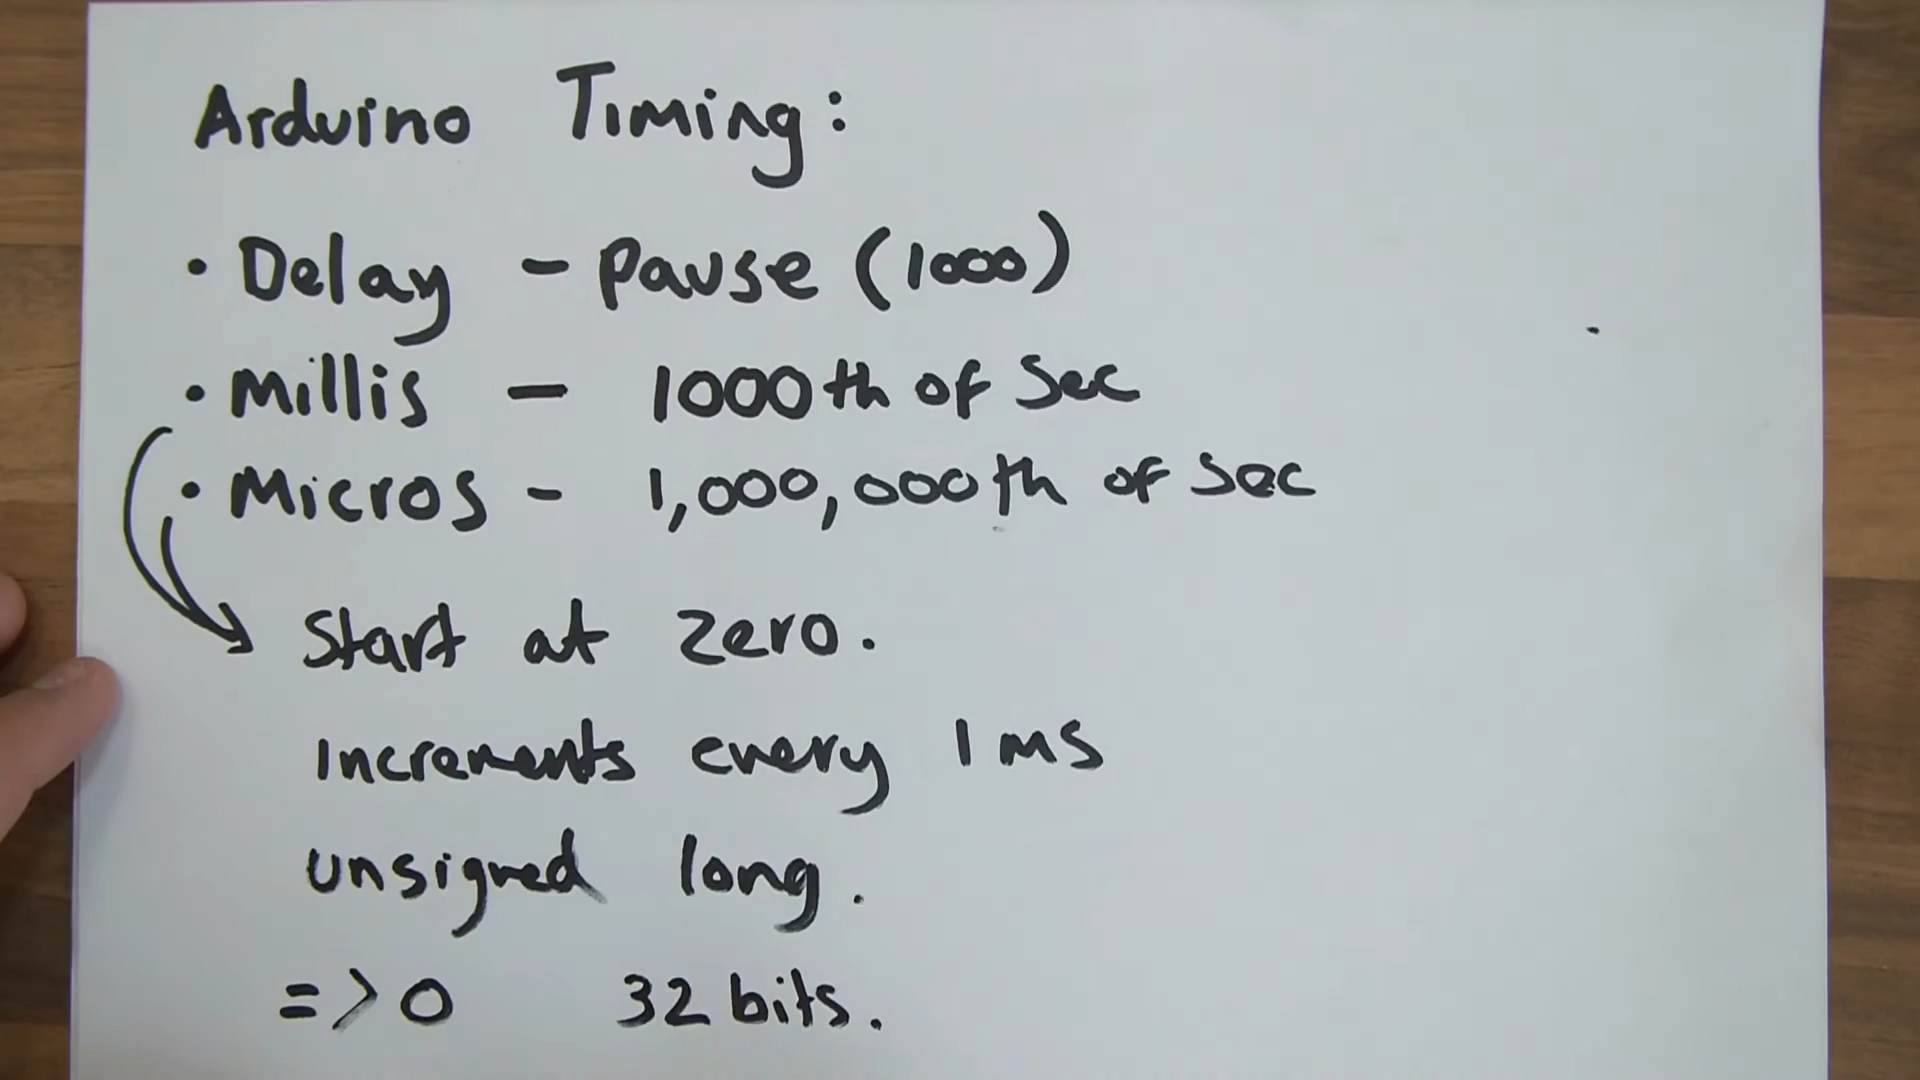 Arduino Timing:
• Delay - Pause (1000)
• Millis - 1000th of Sec
• Micros - 1,000,000th of Sec
Start at Zero.
Increments every 1ms
unsigned long.
=>0 32 bits.